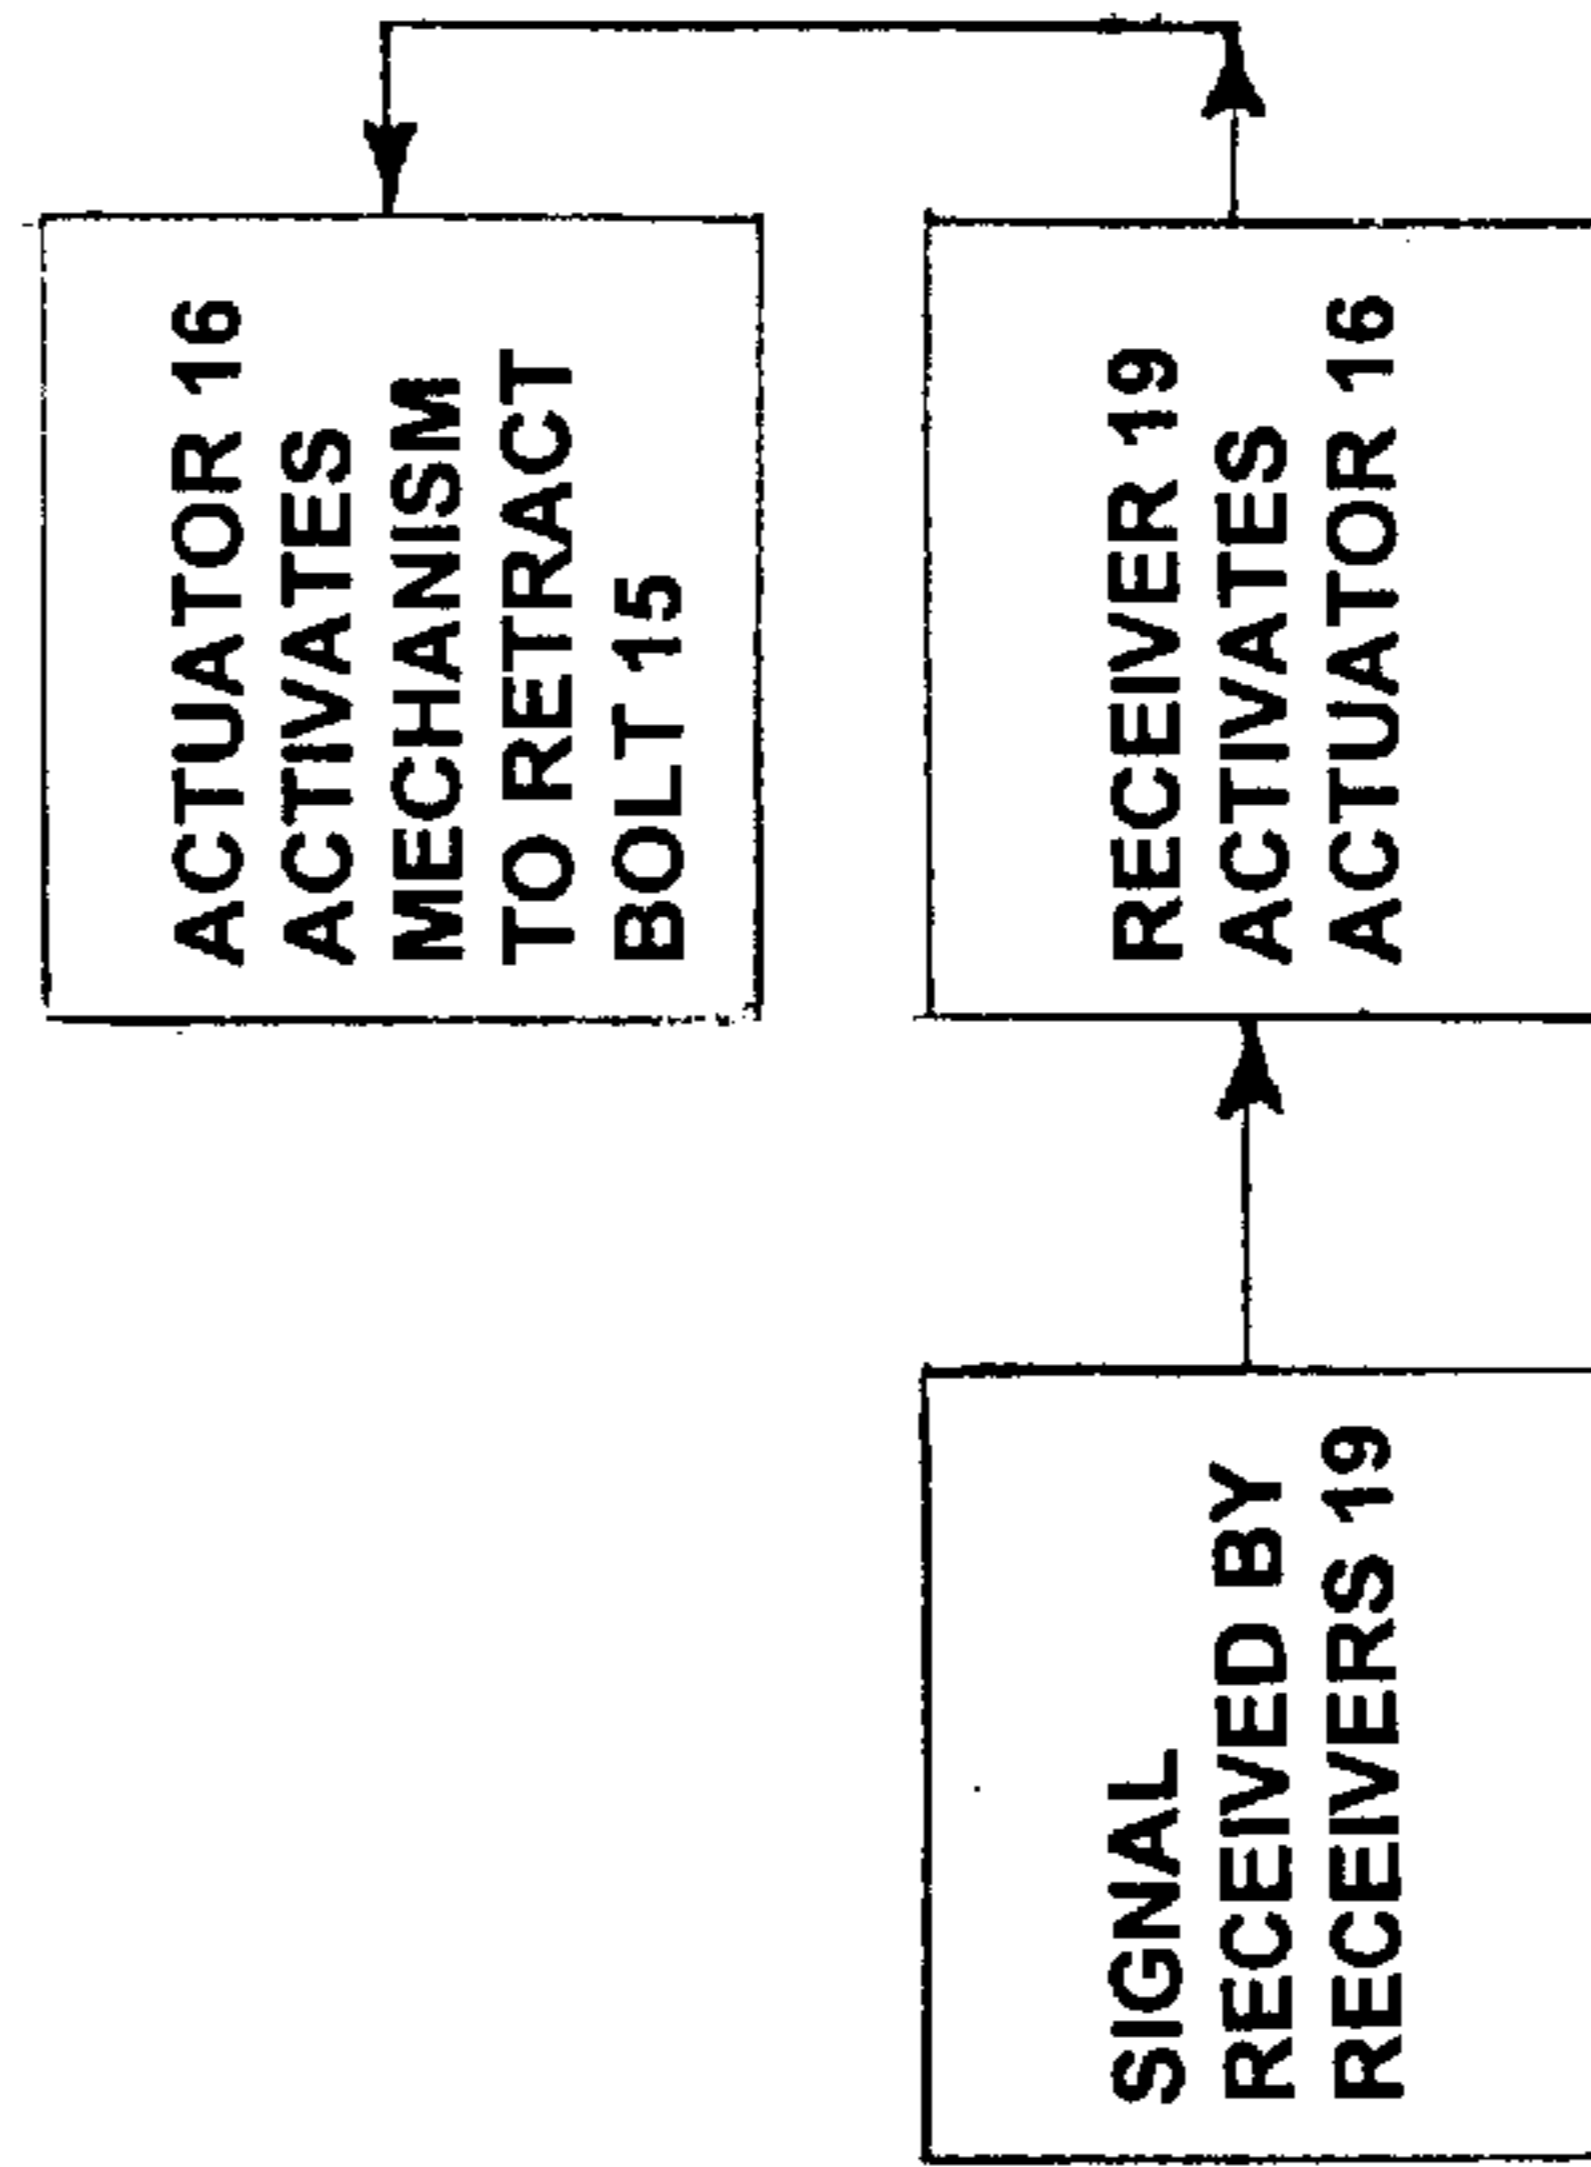 ACTUATOR 16
ACTIVATES
MECHANISM
TO RETRACT
BOLT 15
SIGNAL
RECEIVED BY
RECEIVERS 19
RECEIVER 19
ACTIVATES
ACTUATOR 16